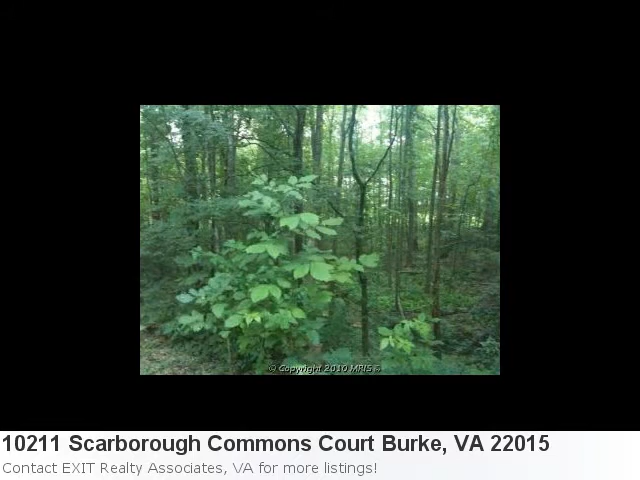 © Copyright 2010 MRIS ®
10211 Scarborough Commons Court Burke, VA 22015
Contact EXIT Realty Associates, VA for more listings!